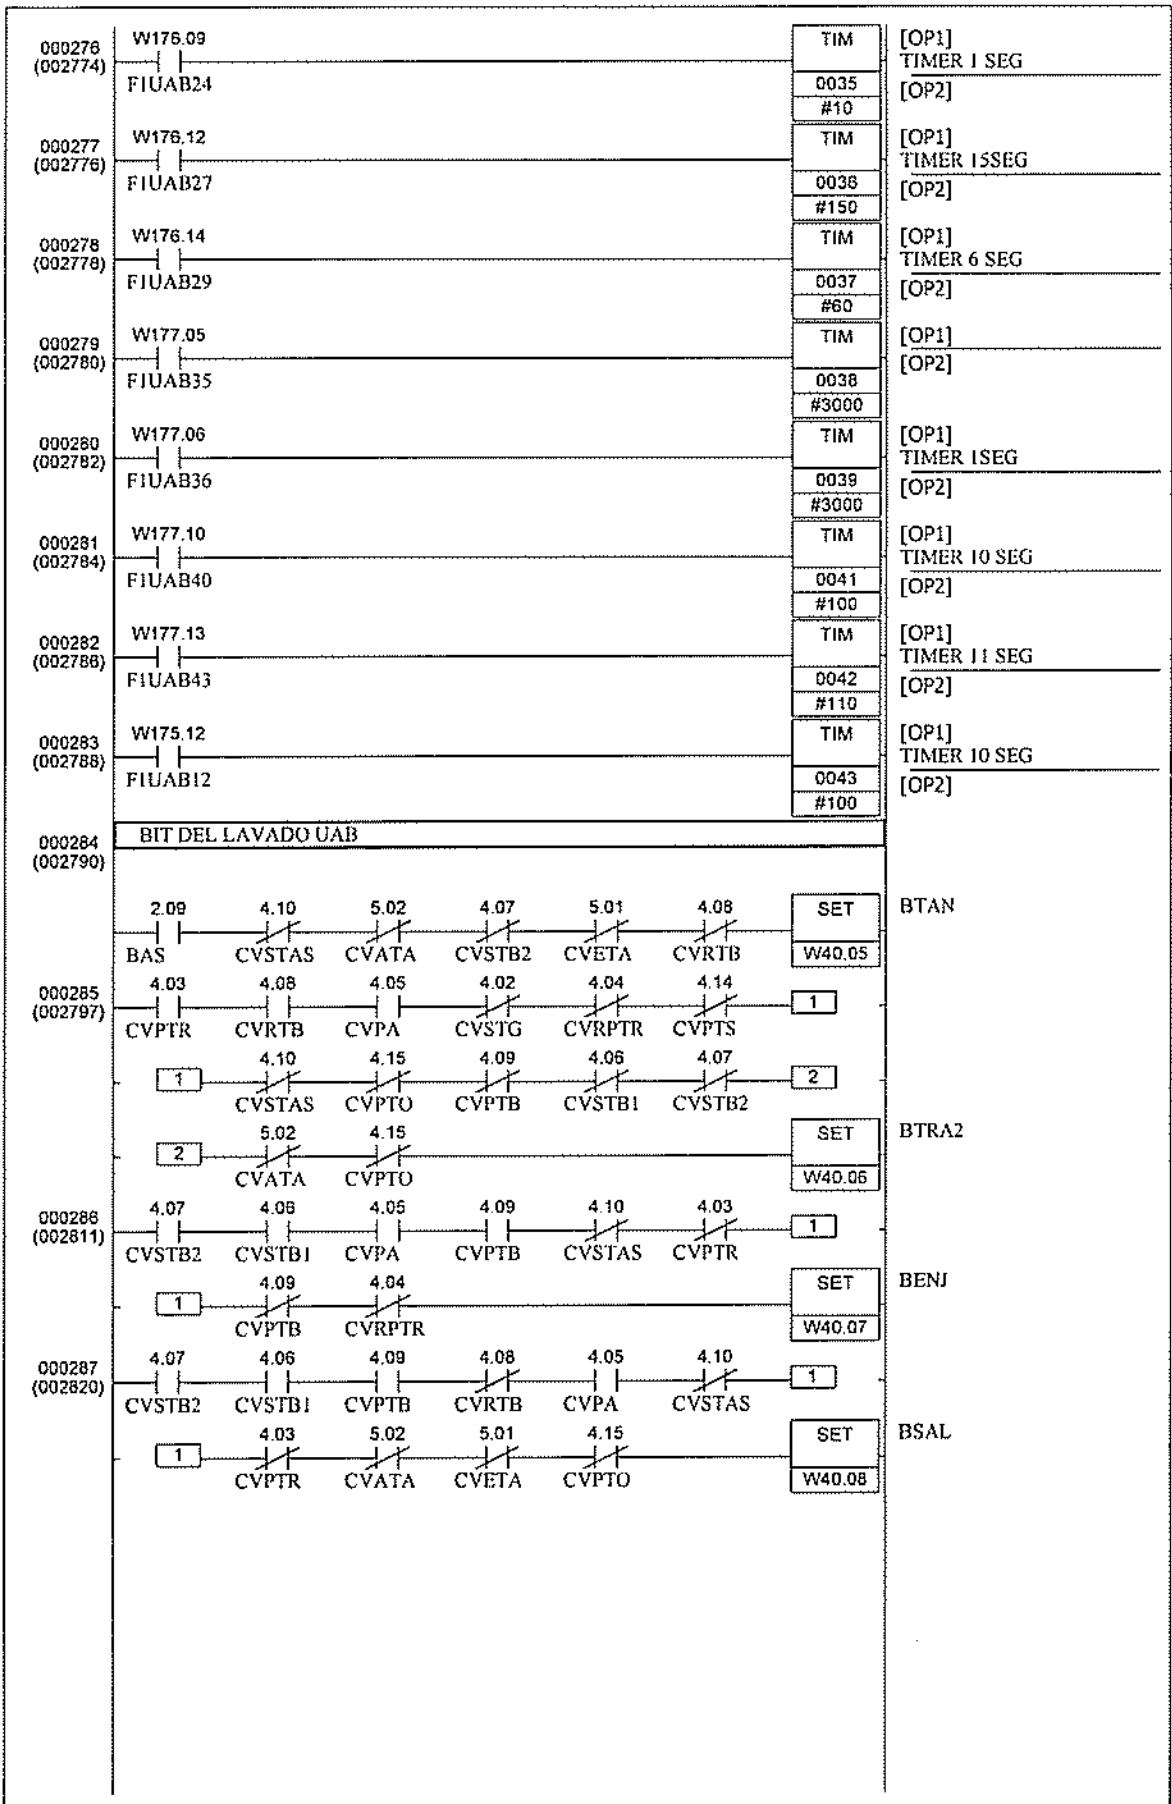 000276 W176.09 TIM [OP1]
(002774) TIMER 1 SEG
F1UAB24 0035 [OP2]
#10
000277 W176.12 TIM [OP1]
(002776) TIMER 15SEG
F1UAB27 0036 [OP2]
#150
000278 W176.14 TIM [OP1]
(002778) TIMER 6 SEG
F1UAB29 0037 [OP2]
#60
000279 W177.05 TIM [OP1]
(002780) [OP2]
F1UAB35 0038
#3000
000280 W177.06 TIM [OP1]
(002782) TIMER 1SEG
F1UAB36 0039 [OP2]
#3000
000281 W177.10 TIM [OP1]
(002784) TIMER 10 SEG
F1UAB40 0041 [OP2]
#100
000282 W177.13 TIM [OP1]
(002786) TIMER 11 SEG
F1UAB43 0042 [OP2]
#110
000283 W175.12 TIM [OP1]
(002788) TIMER 10 SEG
F1UAB12 0043 [OP2]
#100
000284 BIT DEL LAVADO UAB
(002790)
2.09 4.10 5.02 4.07 5.01 4.08 SET BTAN
BAS CVSTAS CVATA CVSTB2 CVETA CVRTB W40.05
000285 4.03 4.08 4.05 4.02 4.04 4.14 1
(002797) CVPTR CVRTB CVPA CVSTG CVRPTR CVPTS
1 4.10 4.15 4.09 4.06 4.07 2
CVSTAS CVPTO CVPTB CVSTB1 CVSTB2
2 5.02 4.15 SET BTRA2
CVATA CVPTO W40.06
000286 4.07 4.06 4.05 4.09 4.10 4.03 1
(002811) CVSTB2 CVSTB1 CVPA CVPTB CVSTAS CVPTR
1 4.09 4.04 SET BENJ
CVPTB CVRPTR W40.07
000287 4.07 4.06 4.09 4.08 4.05 4.10 1
(002820) CVSTB2 CVSTB1 CVPTB CVRTB CVPA CVSTAS
1 4.03 5.02 5.01 4.15 SET BSAL
CVPTR CVATA CVETA CVPTO W40.08